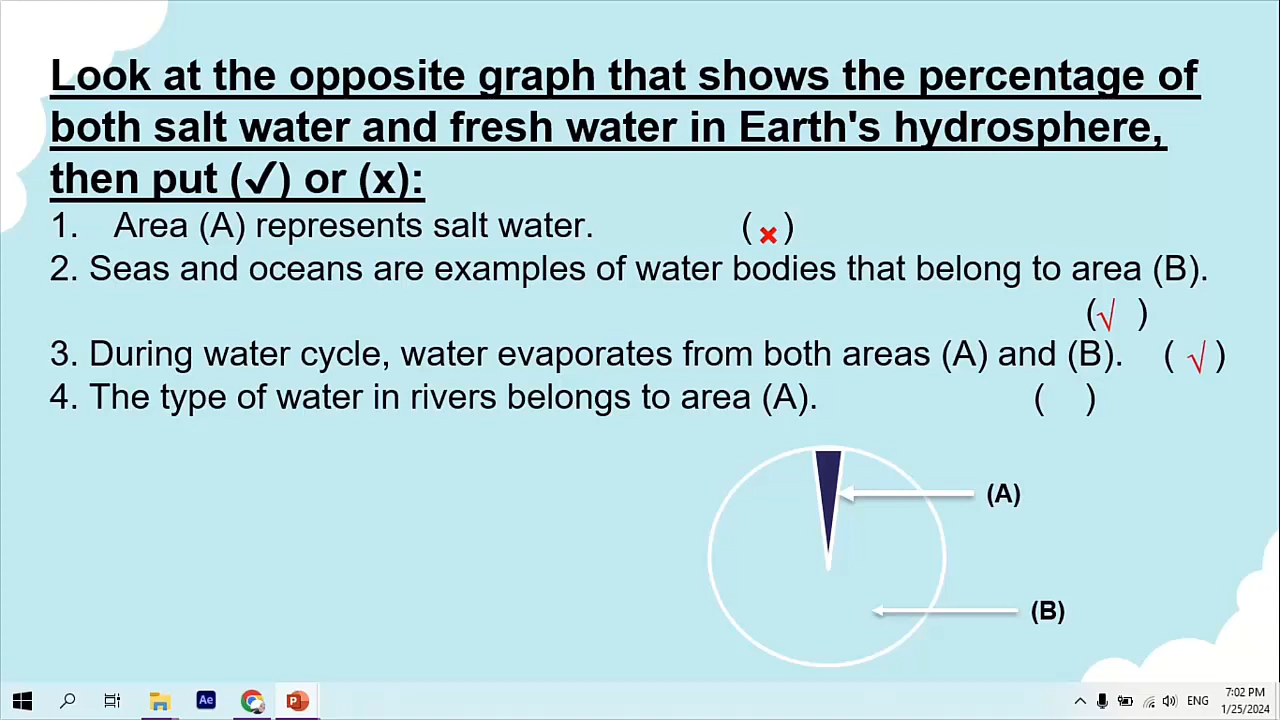 Look at the opposite graph that shows the percentage of
both salt water and fresh water in Earth's hydrosphere,
then put (✓) or (x):
1. Area (A) represents salt water. (×)
2. Seas and oceans are examples of water bodies that belong to area (B).
(√ )
3. During water cycle, water evaporates from both areas (A) and (B). ( √ )
4. The type of water in rivers belongs to area (A). ( )
(A)
(B)
Ae
P
ENG
7:02 PM
1/25/2024